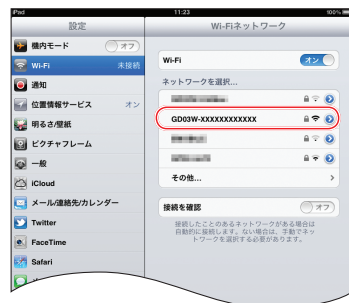 iPad
11:23
100%
設定
Wi-Fiネットワーク
機内モード
オフ
Wi-Fi
未接続
通知
位置情報サービス
オン
明るさ/壁紙
ピクチャフレーム
一般
iCloud
メール/連絡先/カレンダー
Twitter
FaceTime
Safari
Wi-Fi
オン
ネットワークを選択...
GD03W-XXXXXXXXXXXX
その他...
接続を確認
オフ
接続したことのあるネットワークがある場合は
自動的に接続します。ない場合は、手動でネッ
トワークを選択する必要があります。